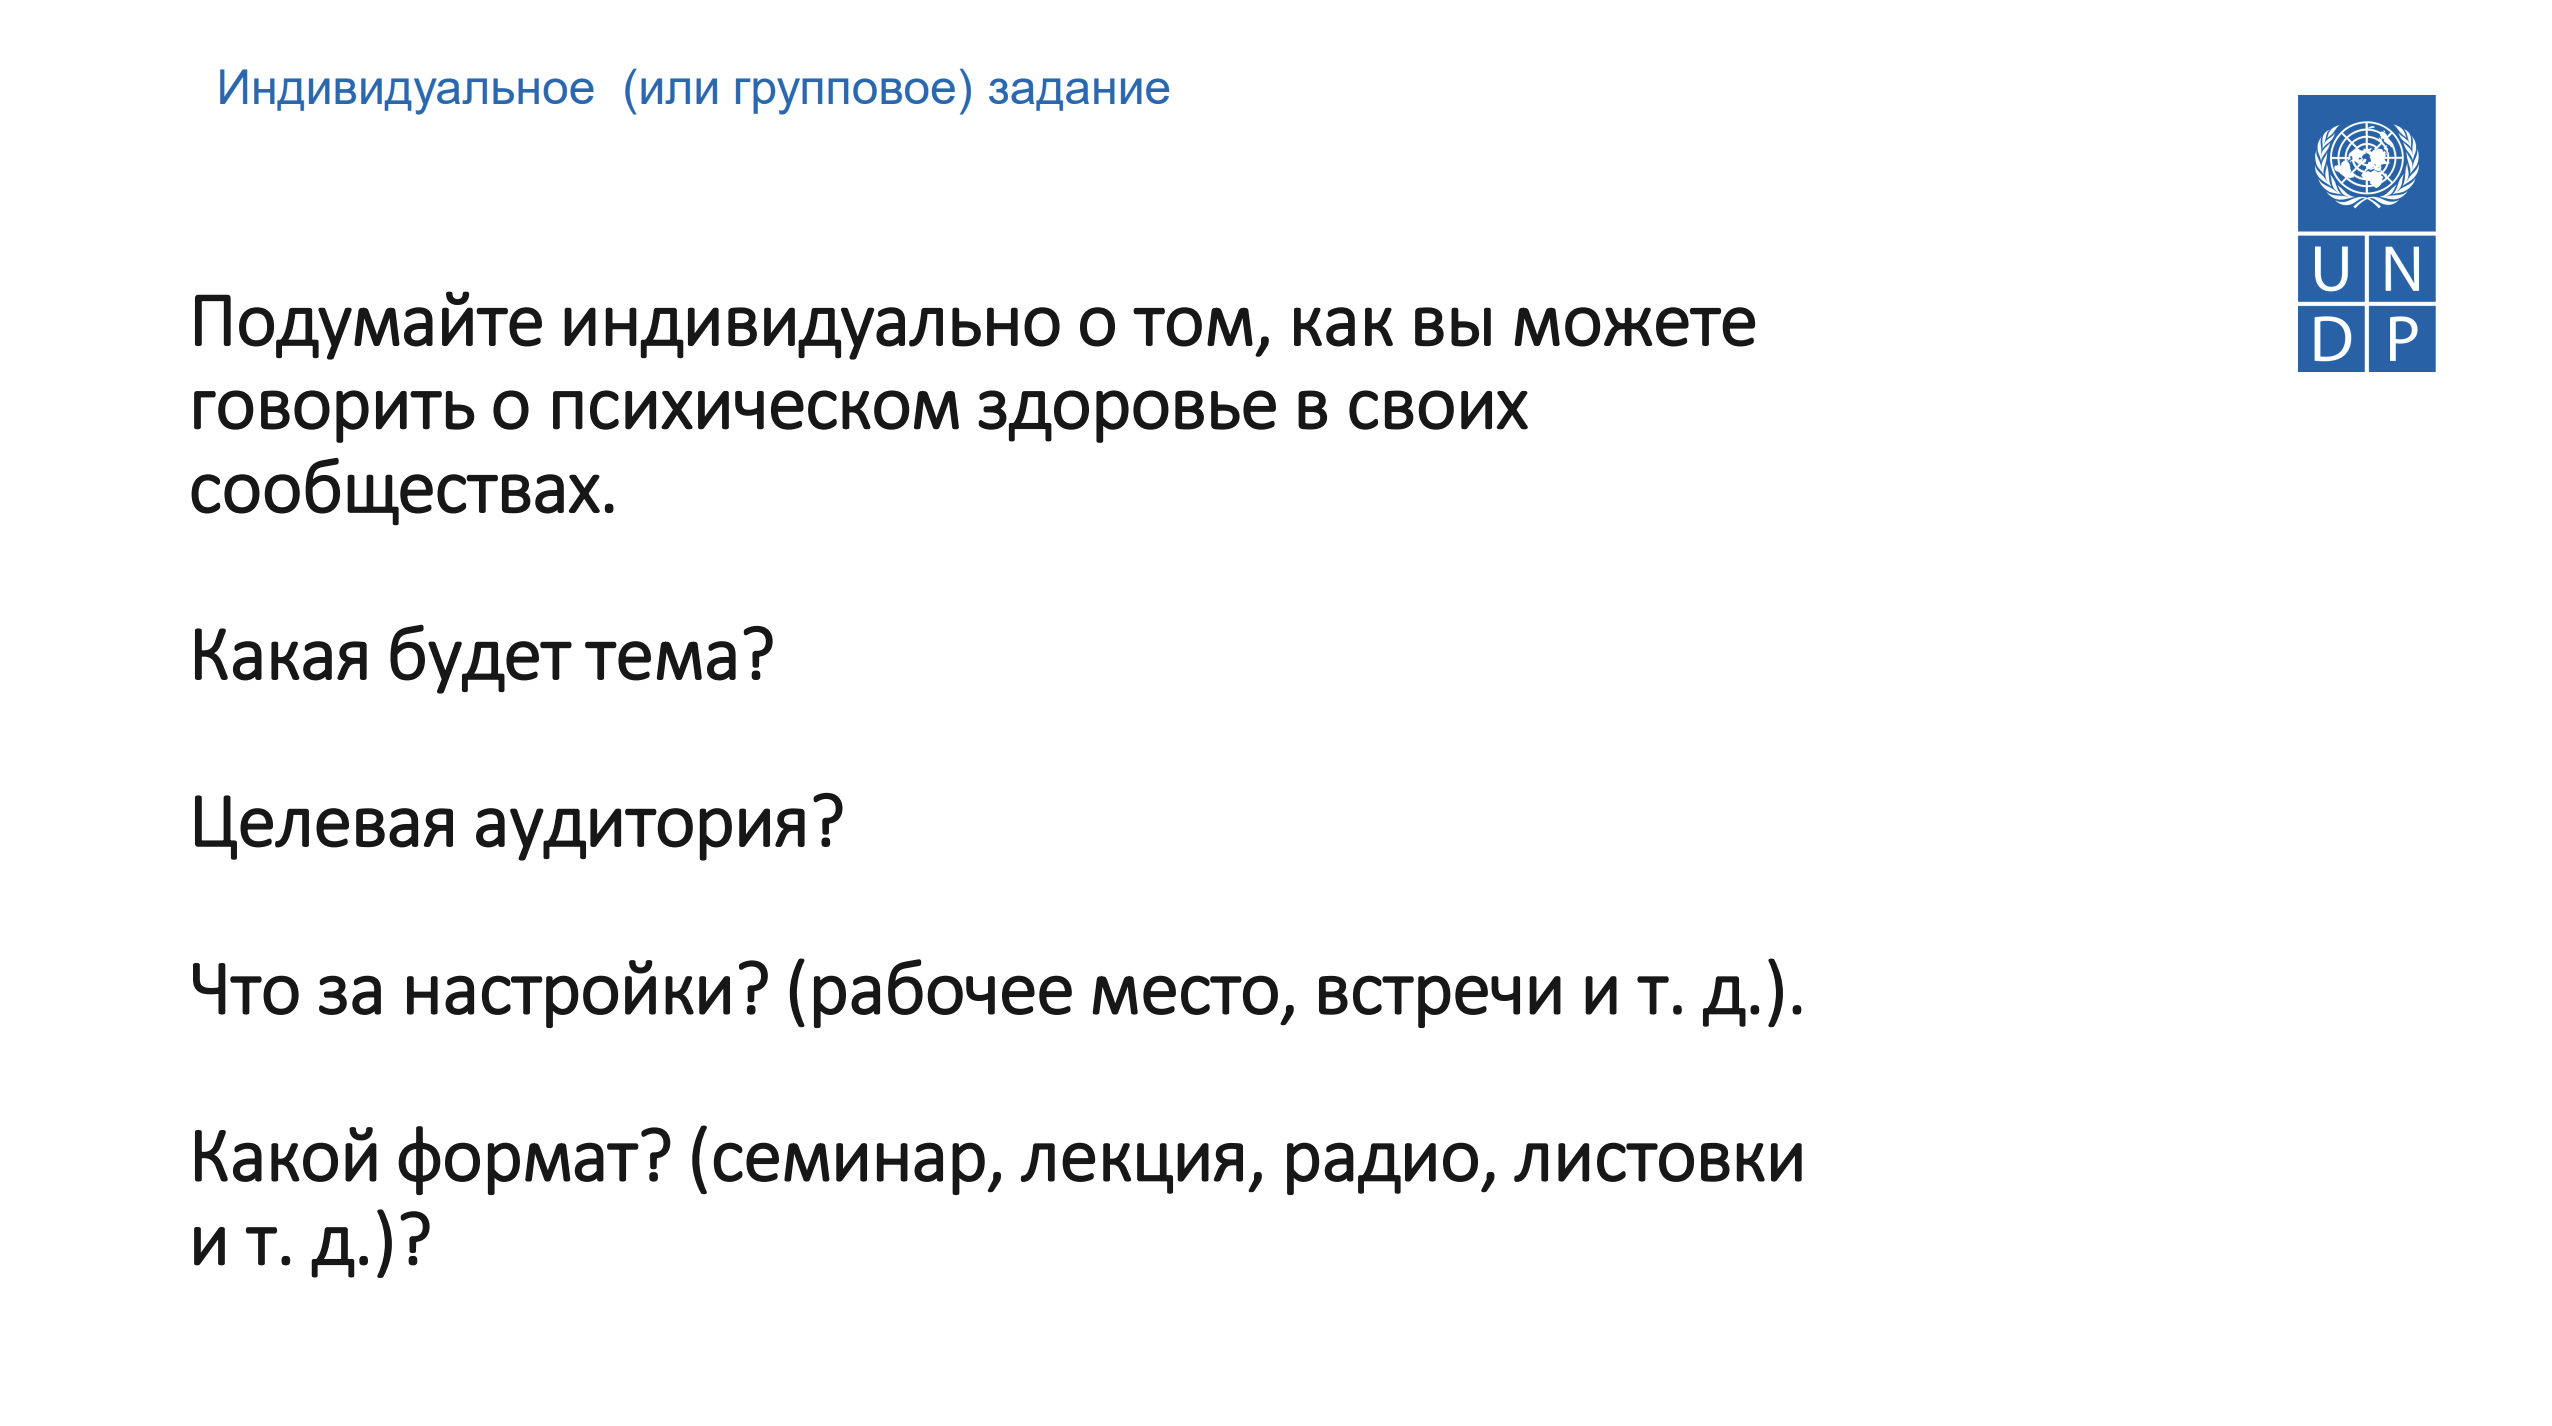 Индивидуальное  (или групповое) задание
Подумайте индивидуально о том, как вы можете
говорить о психическом здоровье в своих
сообществах.
Какая будет тема?
Целевая аудитория?
Что за настройки? (рабочее место, встречи и т. д.).
Какой формат? (семинар, лекция, радио, листовки
и т. д.)?
U N
D P